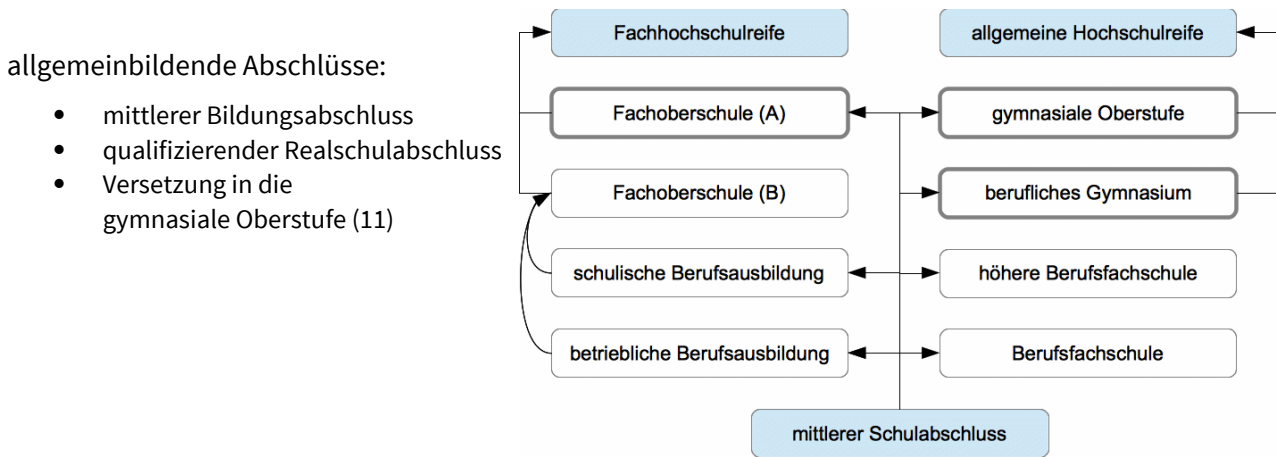 allgemeinbildende Abschlüsse:
• mittlerer Bildungsabschluss
• qualifizierender Realschulabschluss
• Versetzung in die
gymnasiale Oberstufe (11)
Fachhochschulreife
allgemeine Hochschulreife
Fachoberschule (A)
gymnasiale Oberstufe
Fachoberschule (B)
berufliches Gymnasium
schulische Berufsausbildung
höhere Berufsfachschule
betriebliche Berufsausbildung
Berufsfachschule
mittlerer Schulabschluss